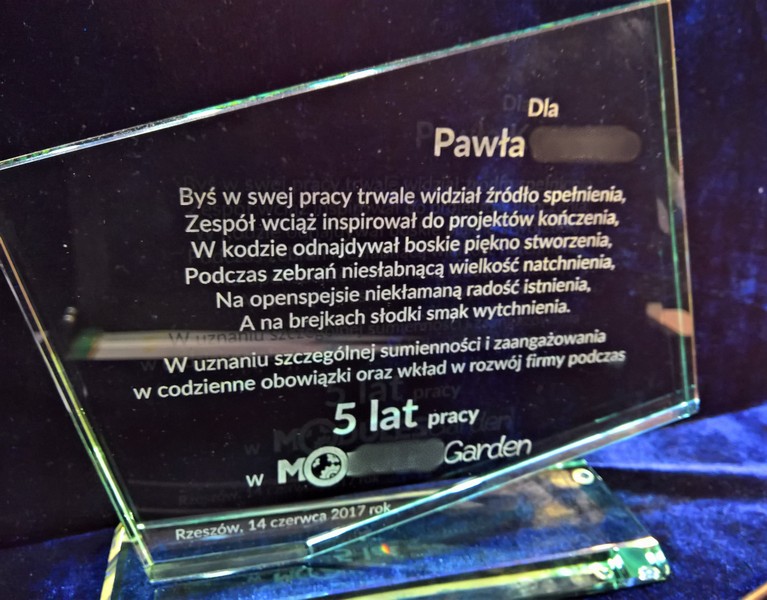 Dla
Pawła
Byś w swej pracy trwale widział źródło spełnienia,
Zespół wciąż inspirował do projektów kończenia,
W kodzie odnajdywał boskie piękno stworzenia,
Podczas zebrań niesłabnącą wielkość natchnienia,
Na openspejsie niekłamaną radość istnienia,
A na brejkach słodki smak wytchnienia.
W uznaniu szczególnej sumienności i zaangażowania
w codzienne obowiązki oraz wkład w rozwój firmy podczas
5 lat pracy
w MO Garden
Rzeszów, 14 czerwca 2017 rok